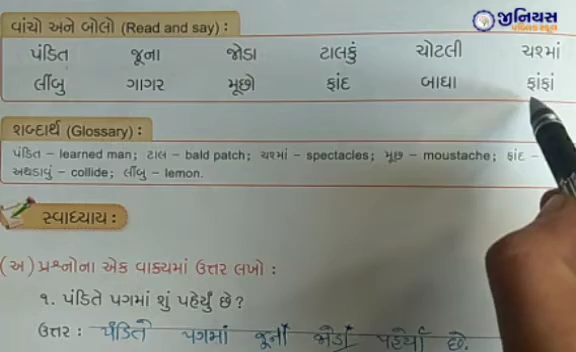 જીનિયસ
પબ્લિક સ્કૂલ
વાંચો અને બોલો (Read and say) :
પંડિત જૂના જોડા ટાલકું ચોટલી ચશ્માં
લીંબુ ગાગર મૂછો ફાંદ બાઘા ફાંફાં
શબ્દાર્થ (Glossary) :
પંડિત – learned man; ટાલ – bald patch; ચશ્માં – spectacles; મૂછ – moustache; ફાંદ –
અથડાવું – collide; લીંબુ – lemon.
સ્વાધ્યાય :
(અ) પ્રશ્નોના એક વાક્યમાં ઉત્તર લખો :
૧. પંડિતે પગમાં શું પહેર્યું છે?
ઉત્તર : પંડિતે પગમાં જૂનાં જોડાં પહેર્યાં છે.